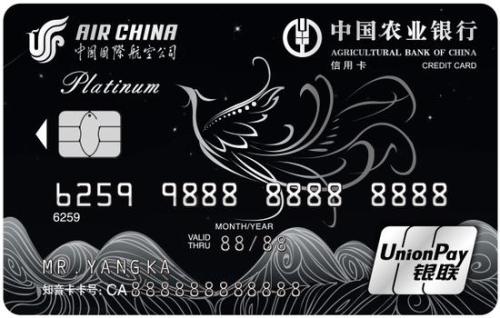 AIR CHINA
中国国际航空公司
中国农业银行
AGRICULTURAL BANK OF CHINA
信用卡 CREDIT CARD
Platinum
6259 9888 8888 8888
6259
MONTH/YEAR
VALID THRU 88/88
MR.YANGKA
知音卡卡号: CA888888888888
UnionPay
银联